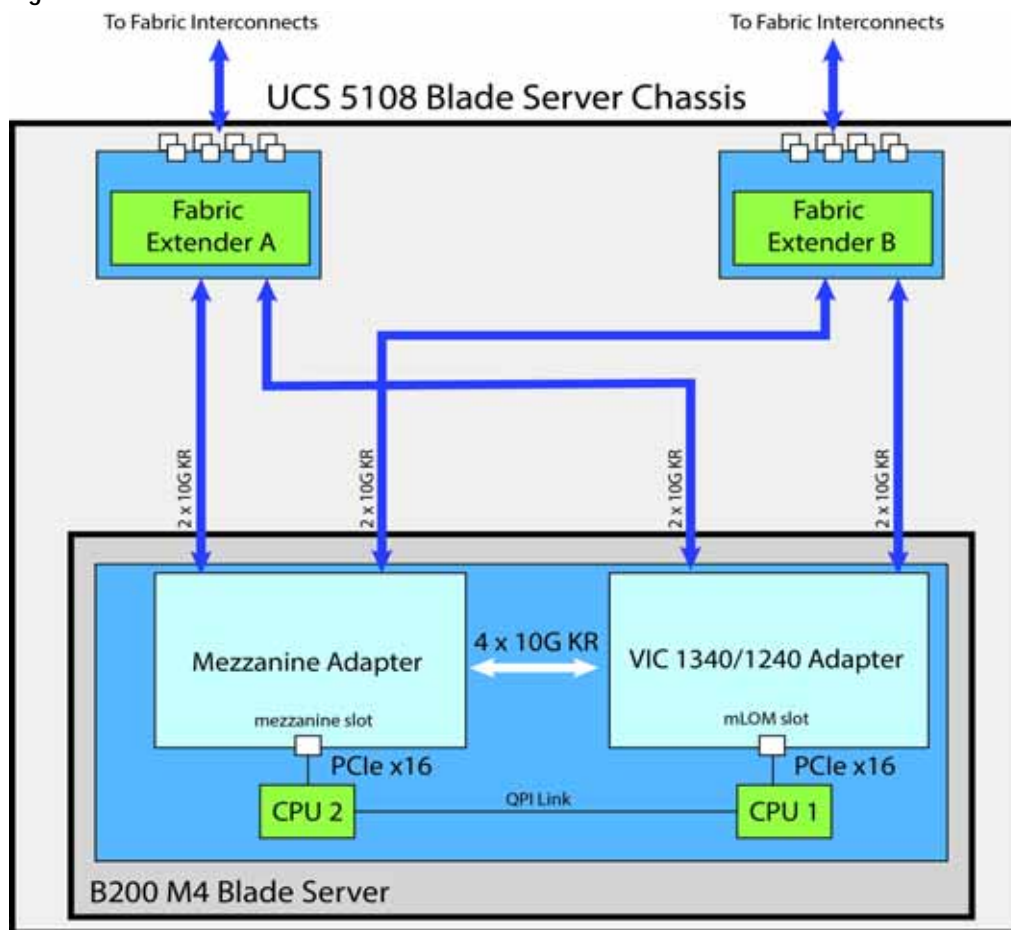 To Fabric Interconnects
To Fabric Interconnects
UCS 5108 Blade Server Chassis
Fabric
Extender A
Fabric
Extender B
2 x 10G KR
2 x 10G KR
2 x 10G KR
2 x 10G KR
Mezzanine Adapter
4 x 10G KR
VIC 1340/1240 Adapter
mezzanine slot
mLOM slot
PCIe x16
PCIe x16
CPU 2
QPI Link
CPU 1
B200 M4 Blade Server